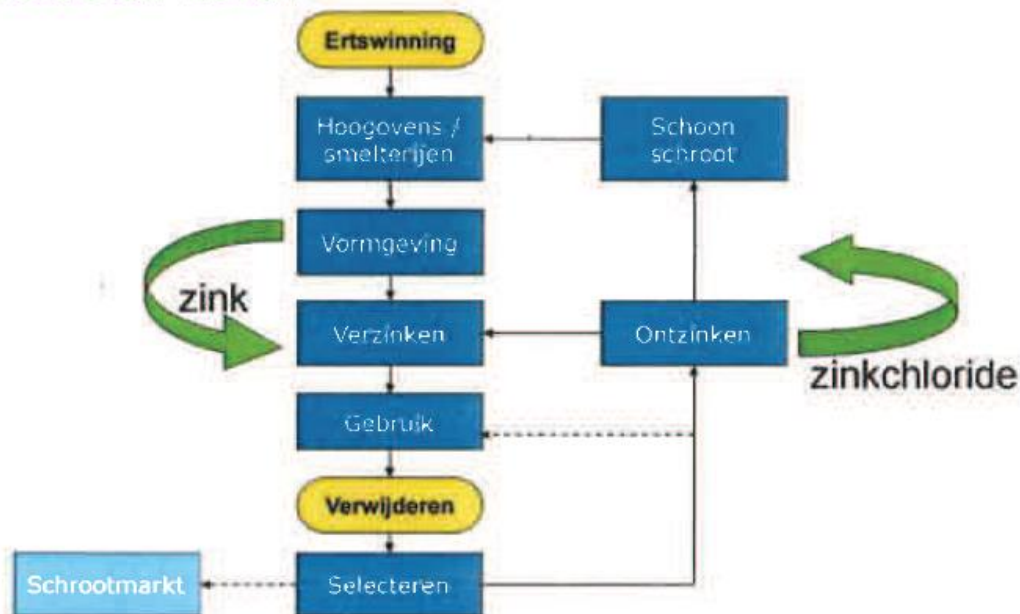 Ertswinning
Hoogovens /
smelterijen
Schoon
schroot
Vormgeving
zink
Verzinken
Ontzinken
zinkchloride
Gebruik
Verwijderen
Schrootmarkt
Selecteren